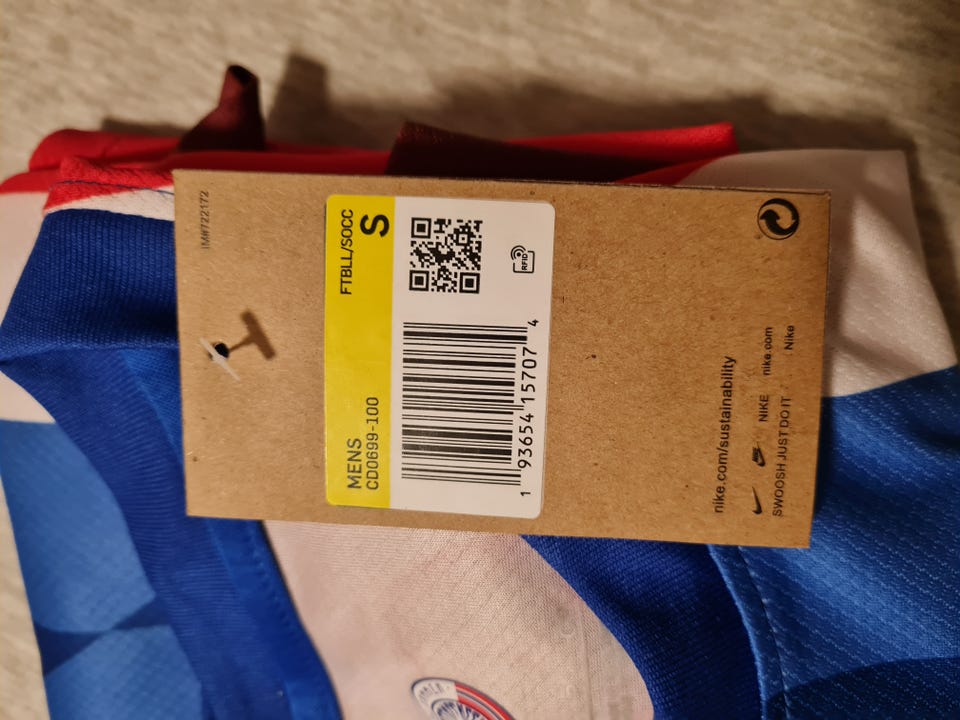 IM#722172
FTBLL/SOCC
S
RFID
MENS
CD0699-100
1 93654 15707 4
nike.com/sustainability
NIKE
nike.com
Nike
SWOOSH JUST DO IT